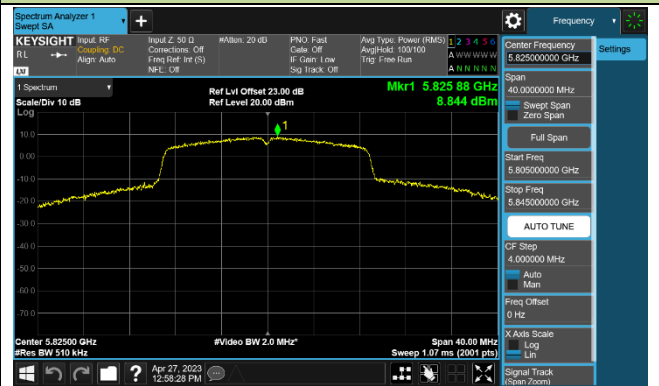 Spectrum Analyzer 1
Swept SA
Frequency
KEYSIGHT
RL
LXI
Input: RF
Coupling: DC
Align: Auto
Input Z: 50 Ω
Corrections: Off
Freq Ref: Int (S)
NFE: Off
#Atten: 20 dB
PNO: Fast
Gate: Off
IF Gain: Low
Sig Track: Off
Avg Type: Power (RMS)
Avg|Hold: 100/100
Trig: Free Run
1 2 3 4 5 6
A W W W W W
A N N N N N
1 Spectrum
Scale/Div 10 dB
Log
Ref Lvl Offset 23.00 dB
Ref Level 20.00 dBm
Mkr1 5.825 88 GHz
8.844 dBm
1
10.0
0.00
-10.0
-20.0
-30.0
-40.0
-50.0
-60.0
-70.0
Center 5.82500 GHz
#Res BW 510 kHz
#Video BW 2.0 MHz*
Span 40.00 MHz
Sweep 1.07 ms (2001 pts)
Center Frequency
5.825000000 GHz
Settings
Span
40.0000000 MHz
Swept Span
Zero Span
Full Span
Start Freq
5.805000000 GHz
Stop Freq
5.845000000 GHz
AUTO TUNE
CF Step
4.000000 MHz
Auto
Man
Freq Offset
0 Hz
X Axis Scale
Log
Lin
Signal Track
(Span Zoom)
?
Apr 27, 2023
12:58:28 PM